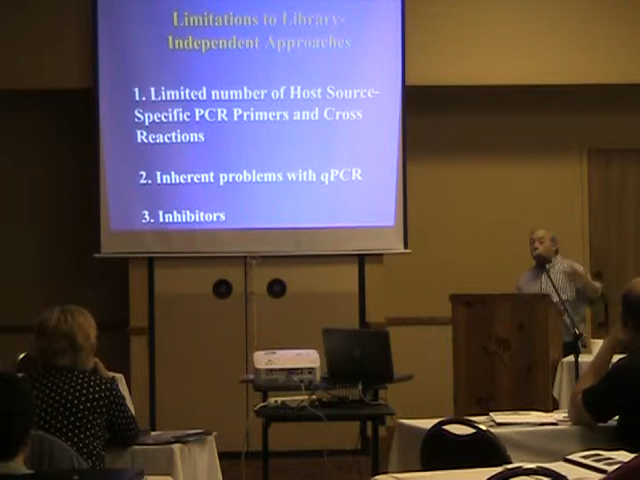 Limitations to Library-
Independent Approaches
1. Limited number of Host Source-
Specific PCR Primers and Cross
Reactions
2. Inherent problems with qPCR
3. Inhibitors